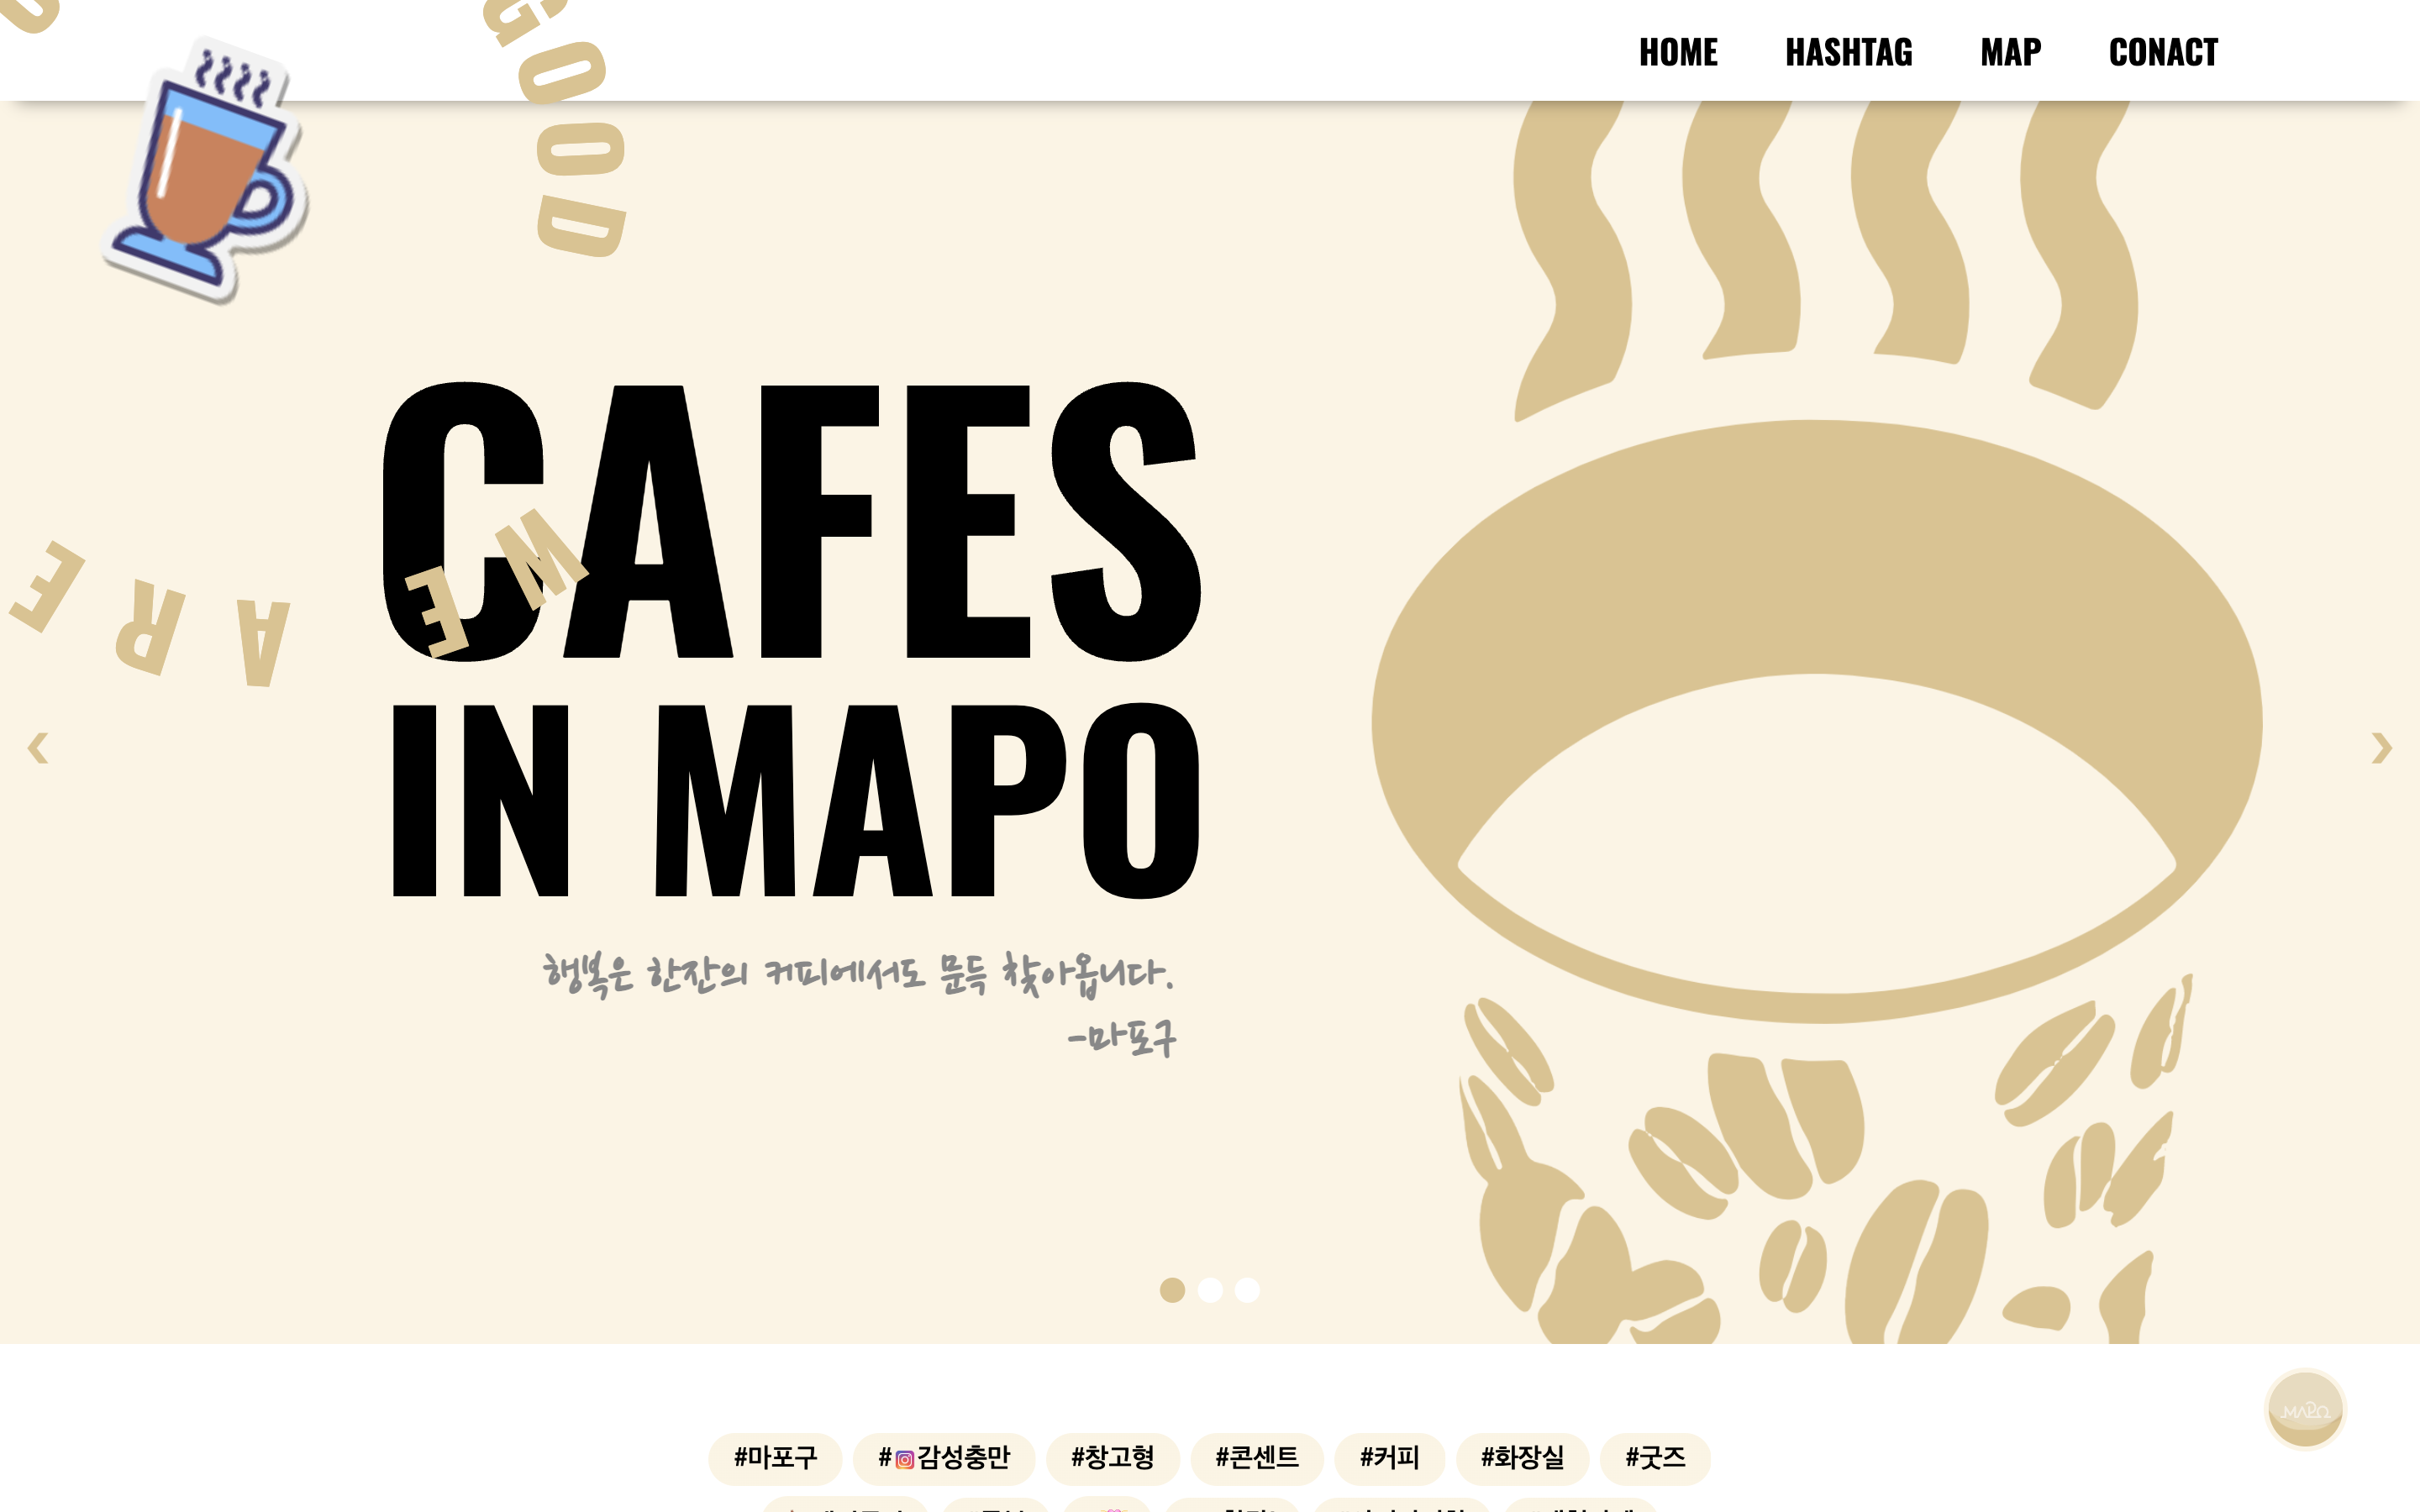 HOME HASHTAG MAP CONACT
GOOD
CAFES
WE
ARE
IN MAPO
‹ ›
행복은 한잔의 커피에서도 문득 찾아옵니다.
-마포구
MAPO
#마포구 #감성충만 #창고형 #콘센트 #커피 #화장실 #굿즈